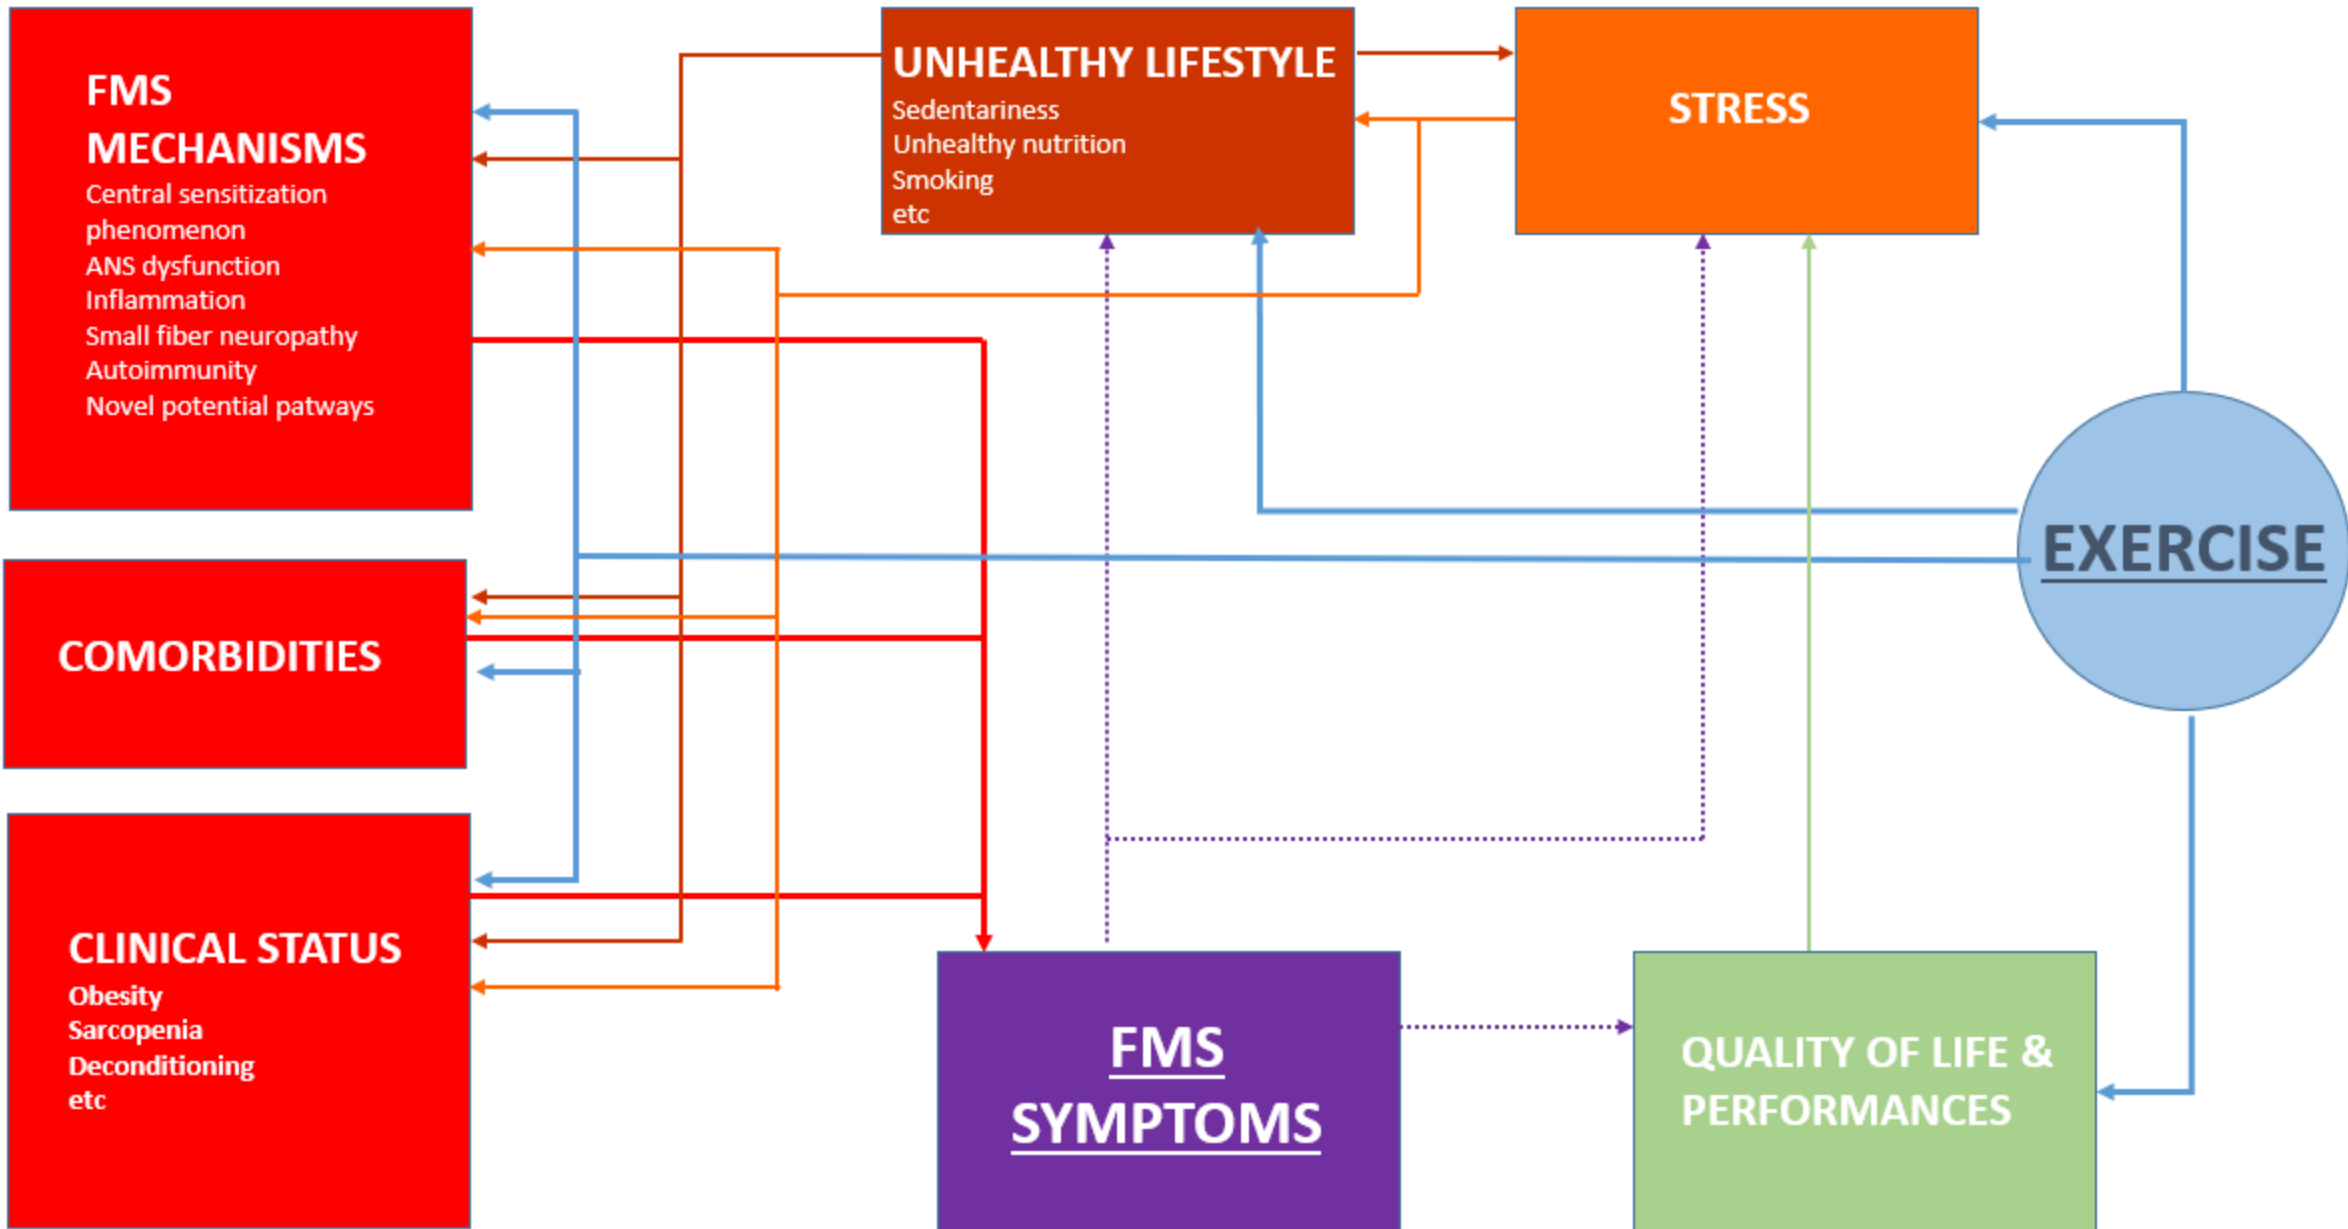 FMS
MECHANISMS
Central sensitization
phenomenon
ANS dysfunction
Inflammation
Small fiber neuropathy
Autoimmunity
Novel potential patways
UNHEALTHY LIFESTYLE
Sedentariness
Unhealthy nutrition
Smoking
etc
STRESS
EXERCISE
COMORBIDITIES
CLINICAL STATUS
Obesity
Sarcopenia
Deconditioning
etc
FMS
SYMPTOMS
QUALITY OF LIFE &
PERFORMANCES